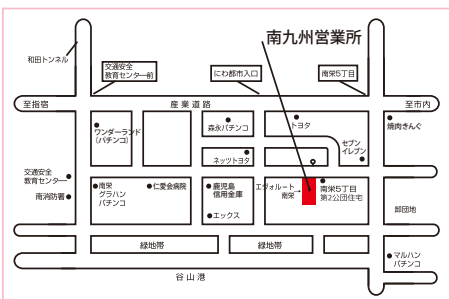 南九州営業所
和田トンネル
交通安全
教育センター前
にわ都市入口
南栄5丁目
至指宿
産業道路
至市内
ワンダーランド
(パチンコ)
森永パチンコ
トヨタ
焼肉きんぐ
セブン
イレブン
ネッツトヨタ
交通安全
教育センター
南消防署
南栄
グラハン
パチンコ
仁愛会病院
鹿児島
信用金庫
エックス
エヴォルート
南栄
南栄5丁目
第2公団住宅
卸団地
緑地帯
緑地帯
マルハン
パチンコ
谷山港